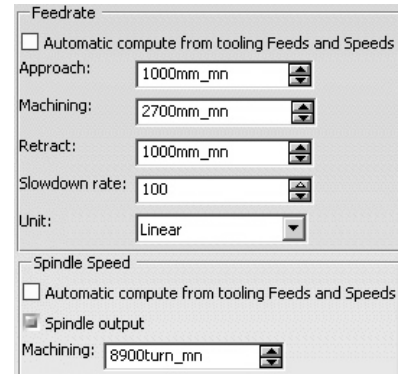 Feedrate
Automatic compute from tooling Feeds and Speeds
Approach: 1000mm_mn
Machining: 2700mm_mn
Retract: 1000mm_mn
Slowdown rate: 100
Unit: Linear
Spindle Speed
Automatic compute from tooling Feeds and Speeds
Spindle output
Machining: 8900turn_mn